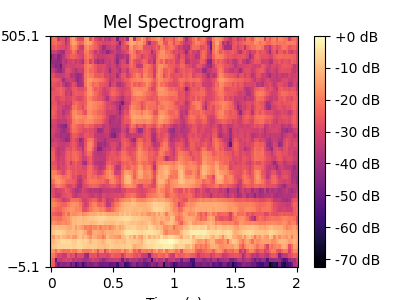 Mel Spectrogram
505.1
-5.1
0
0.5
1
1.5
2
+0 dB
-10 dB
-20 dB
-30 dB
-40 dB
-50 dB
-60 dB
-70 dB